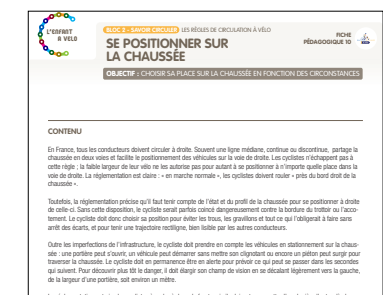 L'ENFANT
À VELO
BLOC 2 - SAVOIR CIRCULER LES RÈGLES DE CIRCULATION À VÉLO
SE POSITIONNER SUR
LA CHAUSSÉE
FICHE
PÉDAGOGIQUE 10
OBJECTIF : CHOISIR SA PLACE SUR LA CHAUSSÉE EN FONCTION DES CIRCONSTANCES
CONTENU
En France, tous les conducteurs doivent circuler à droite. Souvent une ligne médiane, continue ou discontinue, partage la
chaussée en deux voies et facilite le positionnement des véhicules sur la voie de droite. Les cyclistes n'échappent pas à
cette règle ; la faible largeur de leur vélo ne les autorise pas pour autant à se positionner à n'importe quelle place dans la
voie de droite. La réglementation est claire : « en marche normale », les cyclistes doivent rouler « près du bord droit de la
chaussée ».
Toutefois, la réglementation précise qu'il faut tenir compte de l'état et du profil de la chaussée pour se positionner à droite
de celle-ci. Sans cette disposition, le cycliste serait parfois coincé dangereusement contre la bordure du trottoir ou l'acco-
tement. Le cycliste doit donc choisir sa position pour éviter les trous, les gravillons et tout ce qui l'obligerait à faire sans
arrêt des écarts, et pour tenir une trajectoire rectiligne, bien lisible par les autres conducteurs.
Outre les imperfections de l'infrastructure, le cycliste doit prendre en compte les véhicules en stationnement sur la chaus-
sée : une portière peut s'ouvrir, un véhicule peut démarrer sans mettre son clignotant ou encore un piéton peut surgir pour
traverser la chaussée. Le cycliste doit en permanence être en alerte pour prévoir ce qui peut se passer dans les secondes
qui suivent. Pour découvrir plus tôt le danger, il doit élargir son champ de vision en se décalant légèrement vers la gauche,
de la largeur d'une portière, soit environ un mètre.